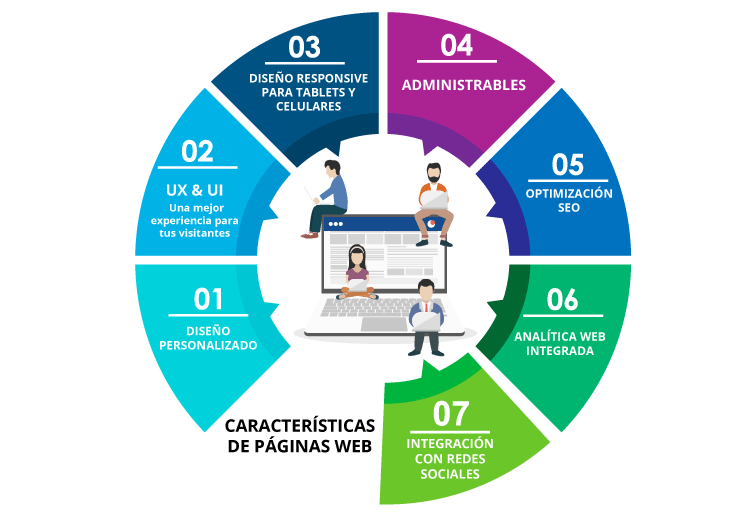 01
DISEÑO
PERSONALIZADO
02
UX & UI
Una mejor
experiencia para
tus visitantes
03
DISEÑO RESPONSIVE
PARA TABLETS Y
CELULARES
04
ADMINISTRABLES
05
OPTIMIZACIÓN
SEO
06
ANALÍTICA WEB
INTEGRADA
07
INTEGRACIÓN
CON REDES
SOCIALES
CARACTERÍSTICAS
DE PÁGINAS WEB